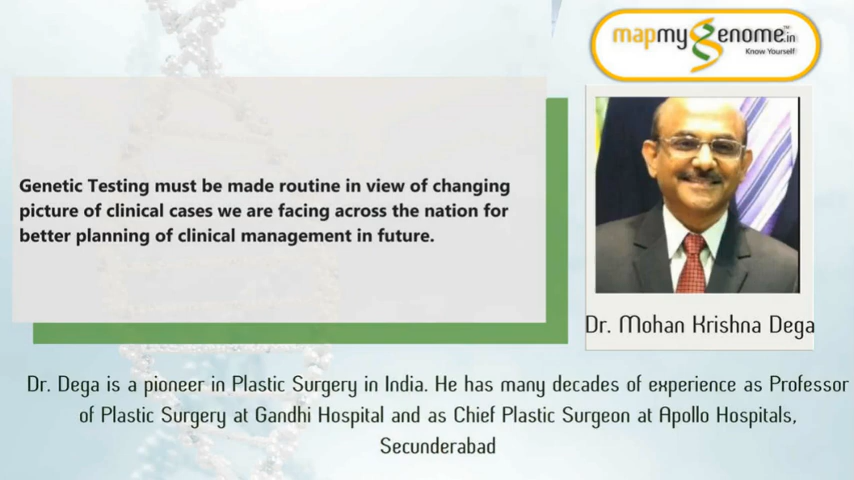 mapmygenome.in
TM
Know Yourself
Genetic Testing must be made routine in view of changing
picture of clinical cases we are facing across the nation for
better planning of clinical management in future.
Dr. Mohan Krishna Dega
Dr. Dega is a pioneer in Plastic Surgery in India. He has many decades of experience as Professor
of Plastic Surgery at Gandhi Hospital and as Chief Plastic Surgeon at Apollo Hospitals,
Secunderabad